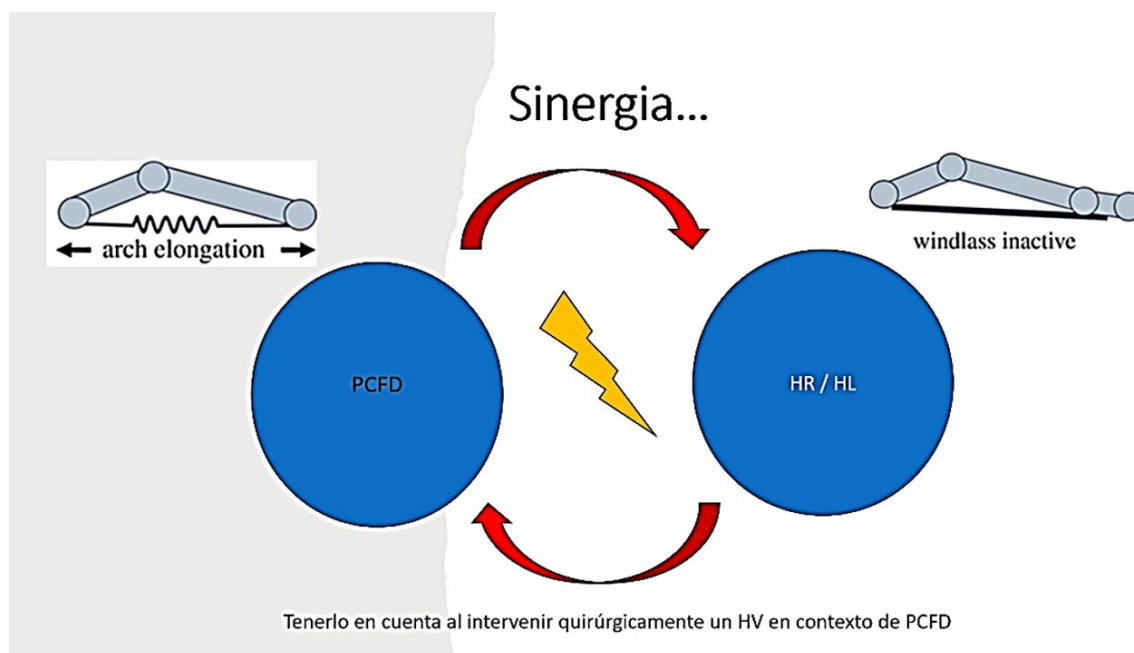 Sinergia...
arch elongation
windlass inactive
PCFD
HR / HL
Tenerlo en cuenta al intervenir quirúrgicamente un HV en contexto de PCFD